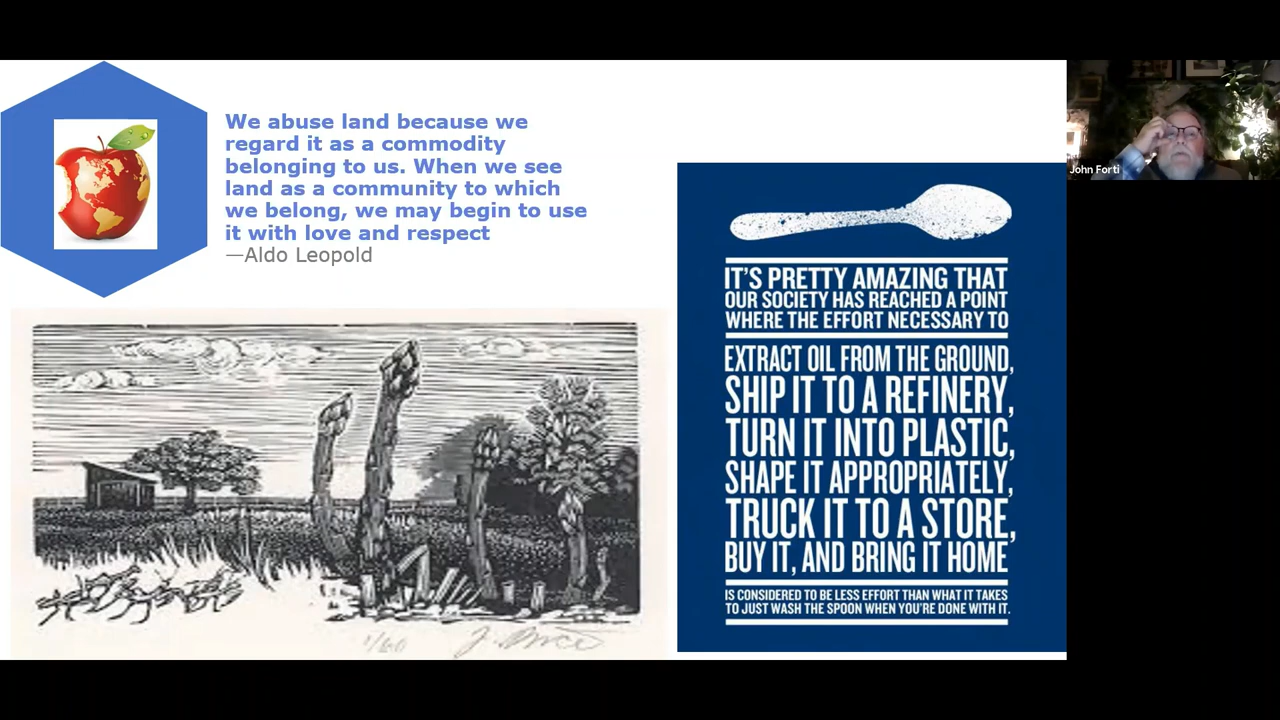 We abuse land because we
regard it as a commodity
belonging to us. When we see
land as a community to which
we belong, we may begin to use
it with love and respect
—Aldo Leopold
IT'S PRETTY AMAZING THAT
OUR SOCIETY HAS REACHED A POINT
WHERE THE EFFORT NECESSARY TO
EXTRACT OIL FROM THE GROUND,
SHIP IT TO A REFINERY,
TURN IT INTO PLASTIC,
SHAPE IT APPROPRIATELY,
TRUCK IT TO A STORE,
BUY IT, AND BRING IT HOME
IS CONSIDERED TO BE LESS EFFORT THAN WHAT IT TAKES
TO JUST WASH THE SPOON WHEN YOU'RE DONE WITH IT.
John Forti